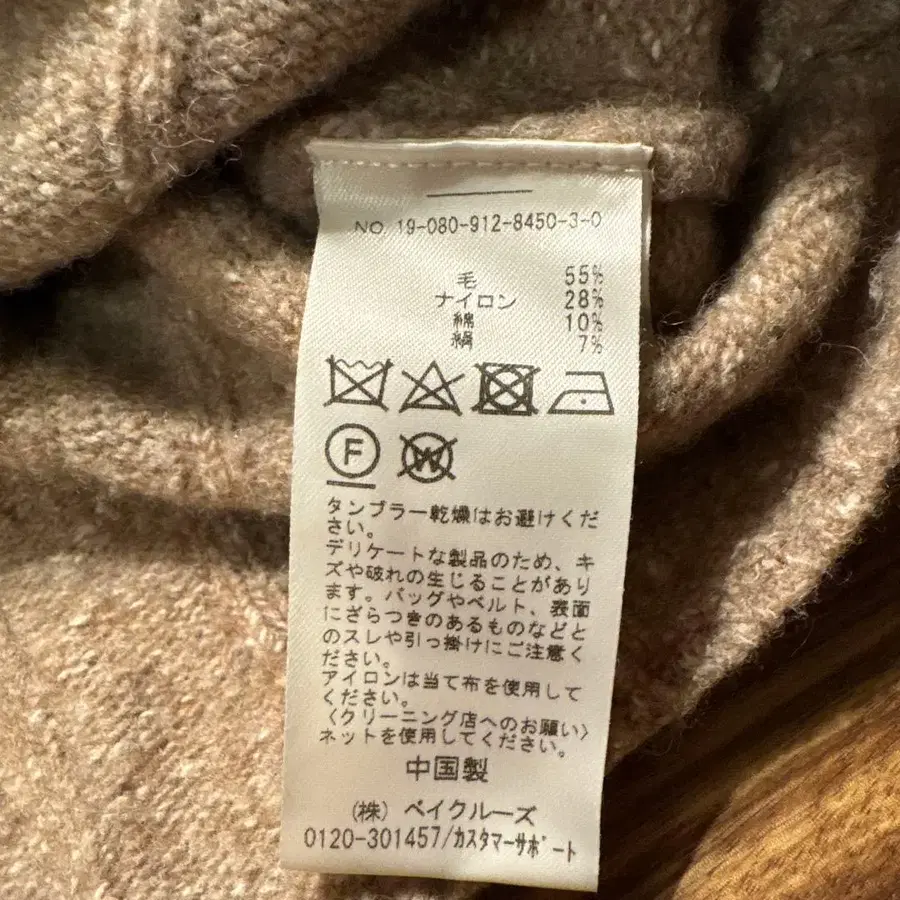 NO. 19-080-912-8450-3-0
毛 55%
ナイロン 28%
綿 10%
絹 7%
F W
タンブラー乾燥はお避けくだ
さい。
デリケートな製品のため、キ
ズや破れの生じることがあり
ます。バッグやベルト、表面
にざらつきのあるものなどと
のスレや引っ掛けにご注意く
ださい。
アイロンは当て布を使用して
ください。
〈クリーニング店へのお願い〉
ネットを使用してください。
中国製
(株) ベイクルーズ
0120-301457/カスタマーサポート